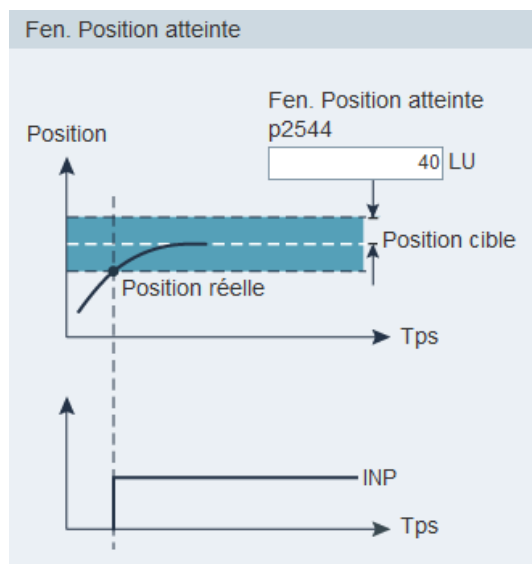 Fen. Position atteinte
Fen. Position atteinte
p2544
Position
40 LU
Position cible
Position réelle
Tps
INP
Tps